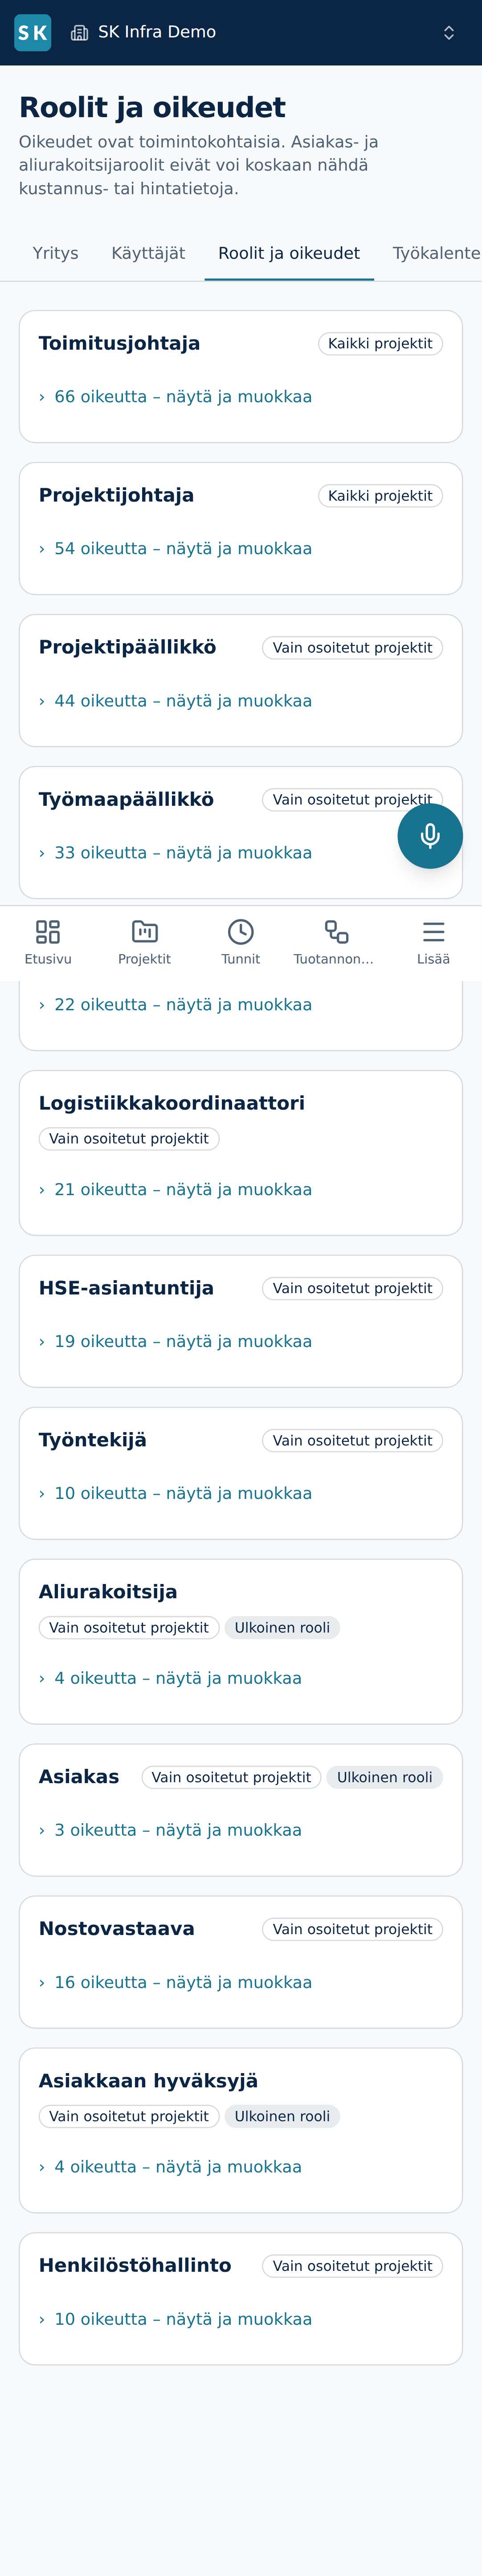 SK
SK Infra Demo
Roolit ja oikeudet
Oikeudet ovat toimintokohtaisia. Asiakas- ja
aliurakoitsijaroolit eivät voi koskaan nähdä
kustannus- tai hintatietoja.
Yritys
Käyttäjät
Roolit ja oikeudet
Työkalente
Toimitusjohtaja
Kaikki projektit
› 66 oikeutta – näytä ja muokkaa
Projektijohtaja
Kaikki projektit
› 54 oikeutta – näytä ja muokkaa
Projektipäällikkö
Vain osoitetut projektit
› 44 oikeutta – näytä ja muokkaa
Työmaapäällikkö
Vain osoitetut projektit
› 33 oikeutta – näytä ja muokkaa
Etusivu
Projektit
Tunnit
Tuotannon...
Lisää
› 22 oikeutta – näytä ja muokkaa
Logistiikkakoordinaattori
Vain osoitetut projektit
› 21 oikeutta – näytä ja muokkaa
HSE-asiantuntija
Vain osoitetut projektit
› 19 oikeutta – näytä ja muokkaa
Työntekijä
Vain osoitetut projektit
› 10 oikeutta – näytä ja muokkaa
Aliurakoitsija
Vain osoitetut projektit
Ulkoinen rooli
› 4 oikeutta – näytä ja muokkaa
Asiakas
Vain osoitetut projektit
Ulkoinen rooli
› 3 oikeutta – näytä ja muokkaa
Nostovastaava
Vain osoitetut projektit
› 16 oikeutta – näytä ja muokkaa
Asiakkaan hyväksyjä
Vain osoitetut projektit
Ulkoinen rooli
› 4 oikeutta – näytä ja muokkaa
Henkilöstöhallinto
Vain osoitetut projektit
› 10 oikeutta – näytä ja muokkaa